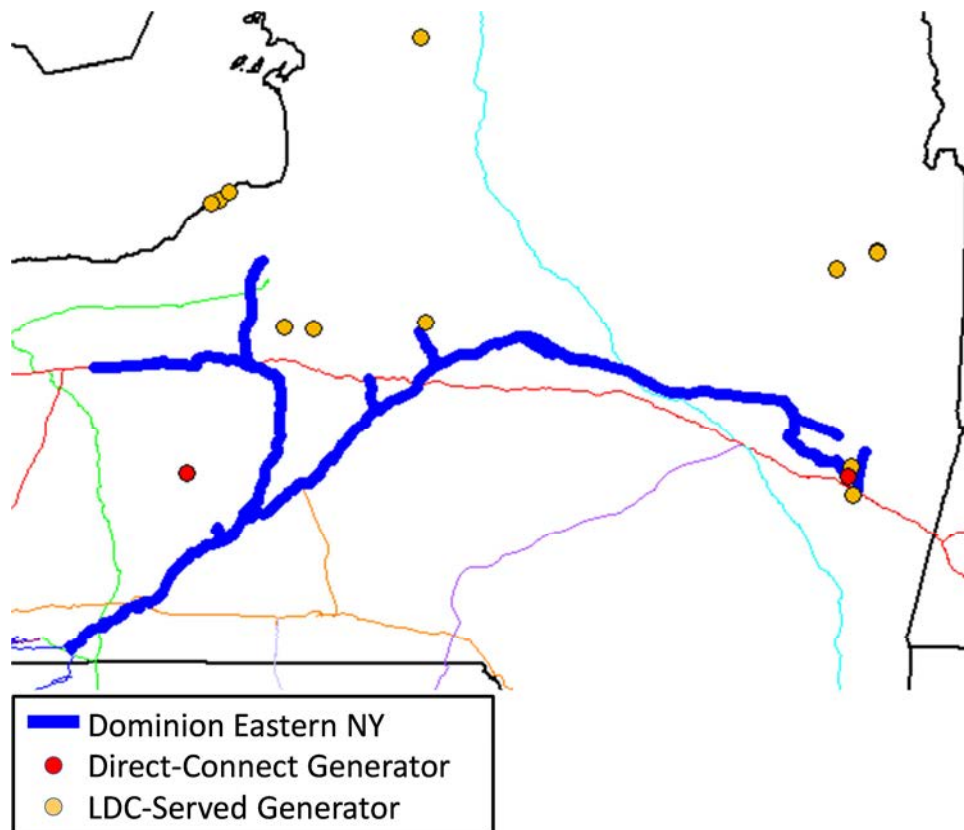 Dominion Eastern NY
Direct-Connect Generator
LDC-Served Generator